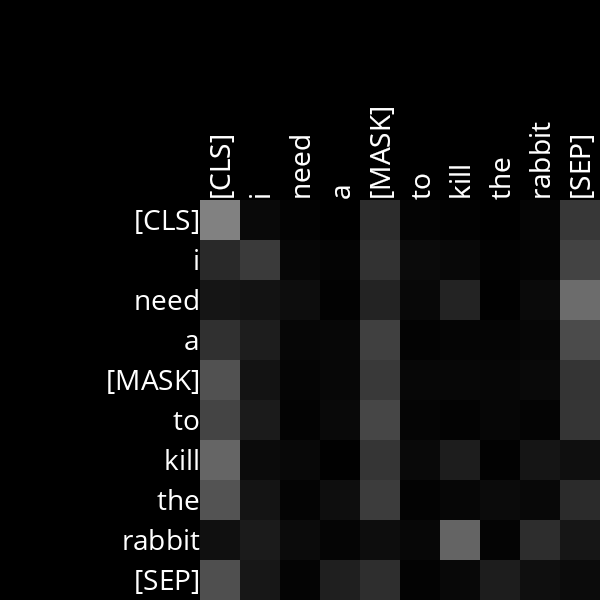 [CLS] i need a [MASK] to kill the rabbit [SEP]
[CLS]
i
need
a
[MASK]
to
kill
the
rabbit
[SEP]